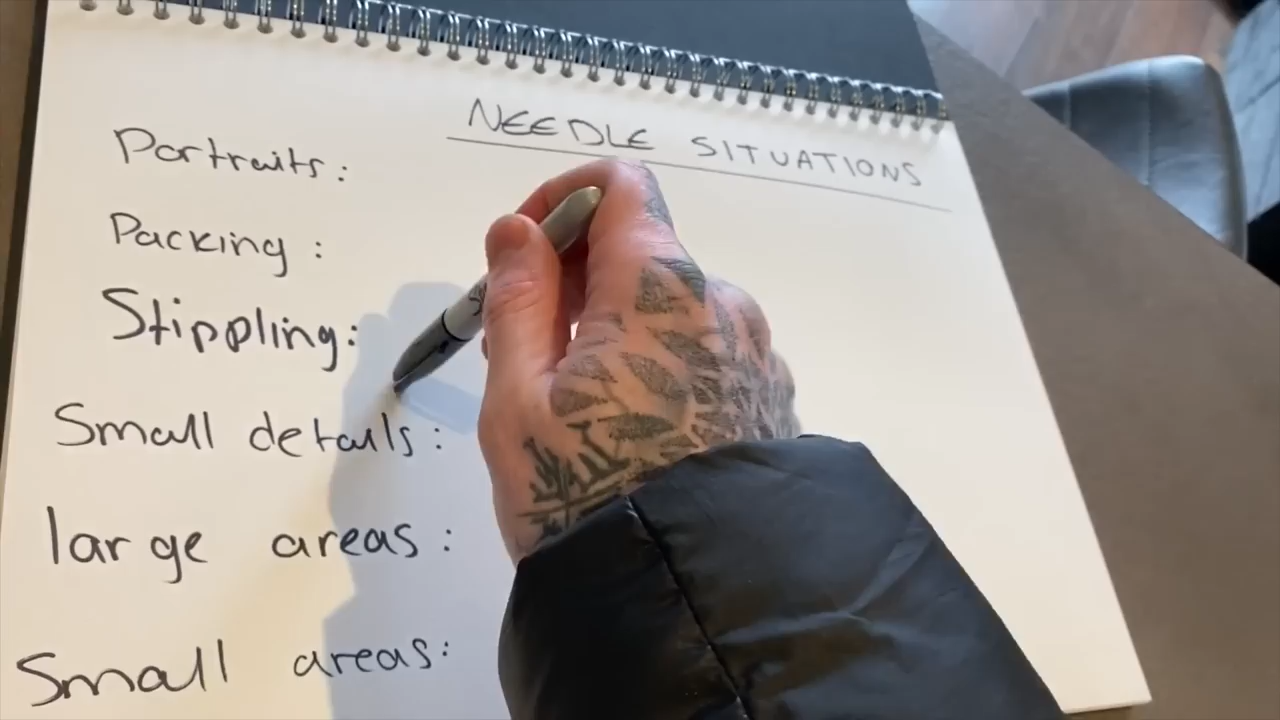 NEEDLE SITUATIONS
Portraits:
Packing :
Stippling:
Small details:
large areas:
Small areas: